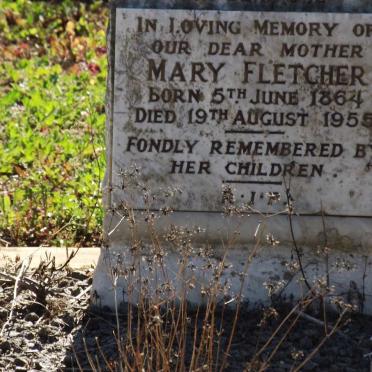 IN LOVING MEMORY OF
OUR DEAR MOTHER
MARY FLETCHER
BORN 5TH JUNE 1864
DIED 19TH AUGUST 1955
FONDLY REMEMBERED BY
HER CHILDREN